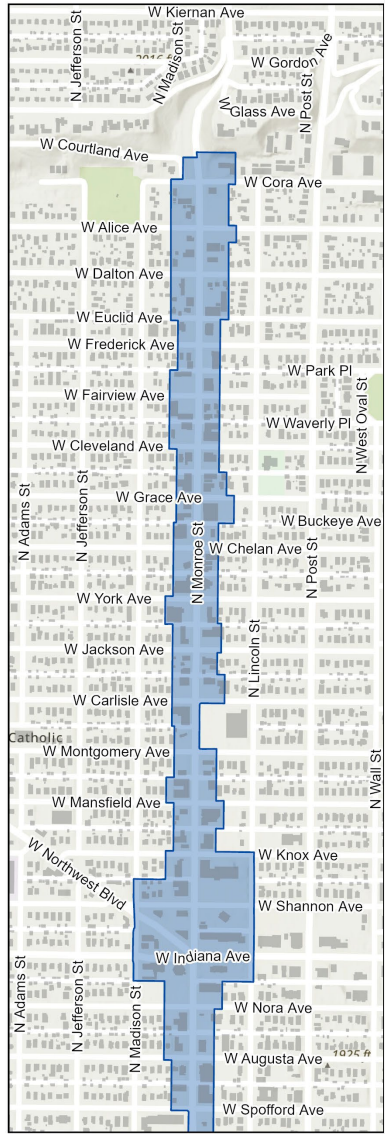 W Kiernan Ave
N Jefferson St
N Madison St
2016 ft
W Gordon Ave
N Post St
W Glass Ave
W Courtland Ave
W Cora Ave
W Alice Ave
W Dalton Ave
W Euclid Ave
W Frederick Ave
W Park Pl
W Fairview Ave
N West Oval St
W Waverly Pl
W Cleveland Ave
N Adams St
N Jefferson St
W Grace Ave
W Buckeye Ave
N Monroe St
W Chelan Ave
N Post St
W York Ave
N Lincoln St
W Jackson Ave
W Carlisle Ave
Catholic
W Montgomery Ave
N Wall St
W Mansfield Ave
W Northwest Blvd
W Knox Ave
W Shannon Ave
W Indiana Ave
N Adams St
N Jefferson St
N Madison St
W Nora Ave
W Augusta Ave
1925 ft
W Spofford Ave